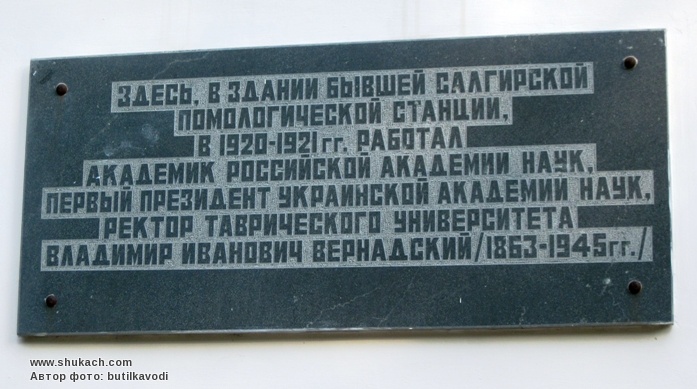 ЗДЕСЬ, В ЗДАНИИ БЫВШЕЙ САЛГИРСКОЙ
ПОМОЛОГИЧЕСКОЙ СТАНЦИИ,
В 1920-1921 гг. РАБОТАЛ
АКАДЕМИК РОССИЙСКОЙ АКАДЕМИИ НАУК,
ПЕРВЫЙ ПРЕЗИДЕНТ УКРАИНСКОЙ АКАДЕМИЙ НАУК,
РЕКТОР ТАВРИЧЕСКОГО УНИВЕРСИТЕТА
ВЛАДИМИР ИВАНОВИЧ ВЕРНАДСКИЙ/1863-1945гг./
www.shukach.com
Автор фото: butilkavodi